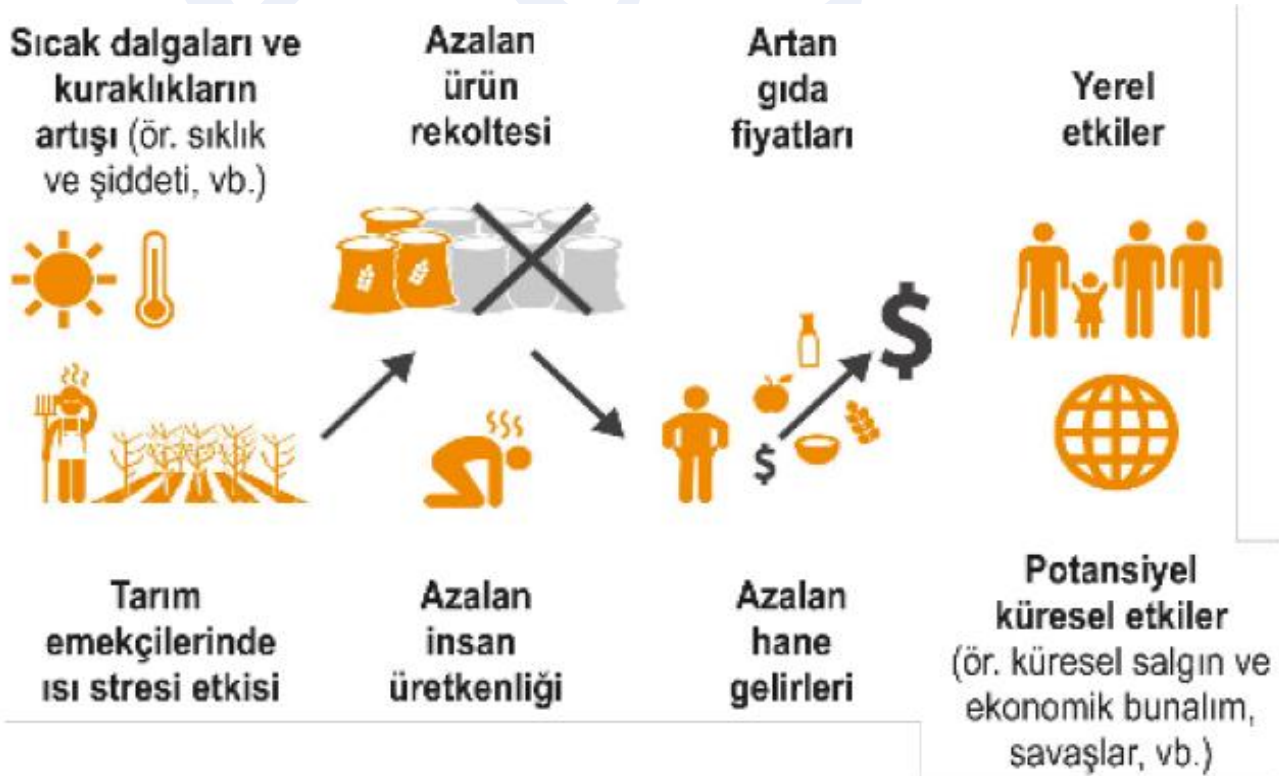 Sıcak dalgaları ve
kuraklıkların
artışı (ör. sıklık
ve şiddeti, vb.)
Azalan
ürün
rekoltesi
Artan
gıda
fiyatları
Yerel
etkiler
$
$
Tarım
emekçilerinde
ısı stresi etkisi
Azalan
insan
üretkenliği
Azalan
hane
gelirleri
Potansiyel
küresel etkiler
(ör. küresel salgın ve
ekonomik bunalım,
savaşlar, vb.)